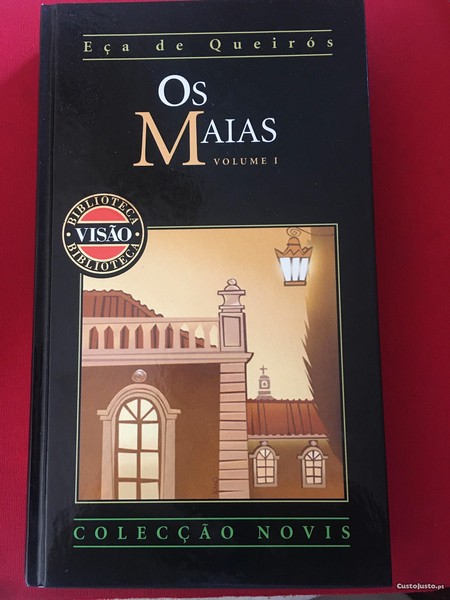 Eça de Queirós
OS
MAIAS
VOLUME I
BIBLIOTECA
VISÃO
BIBLIOTECA
COLECÇÃO NOVIS
CustoJusto.pt